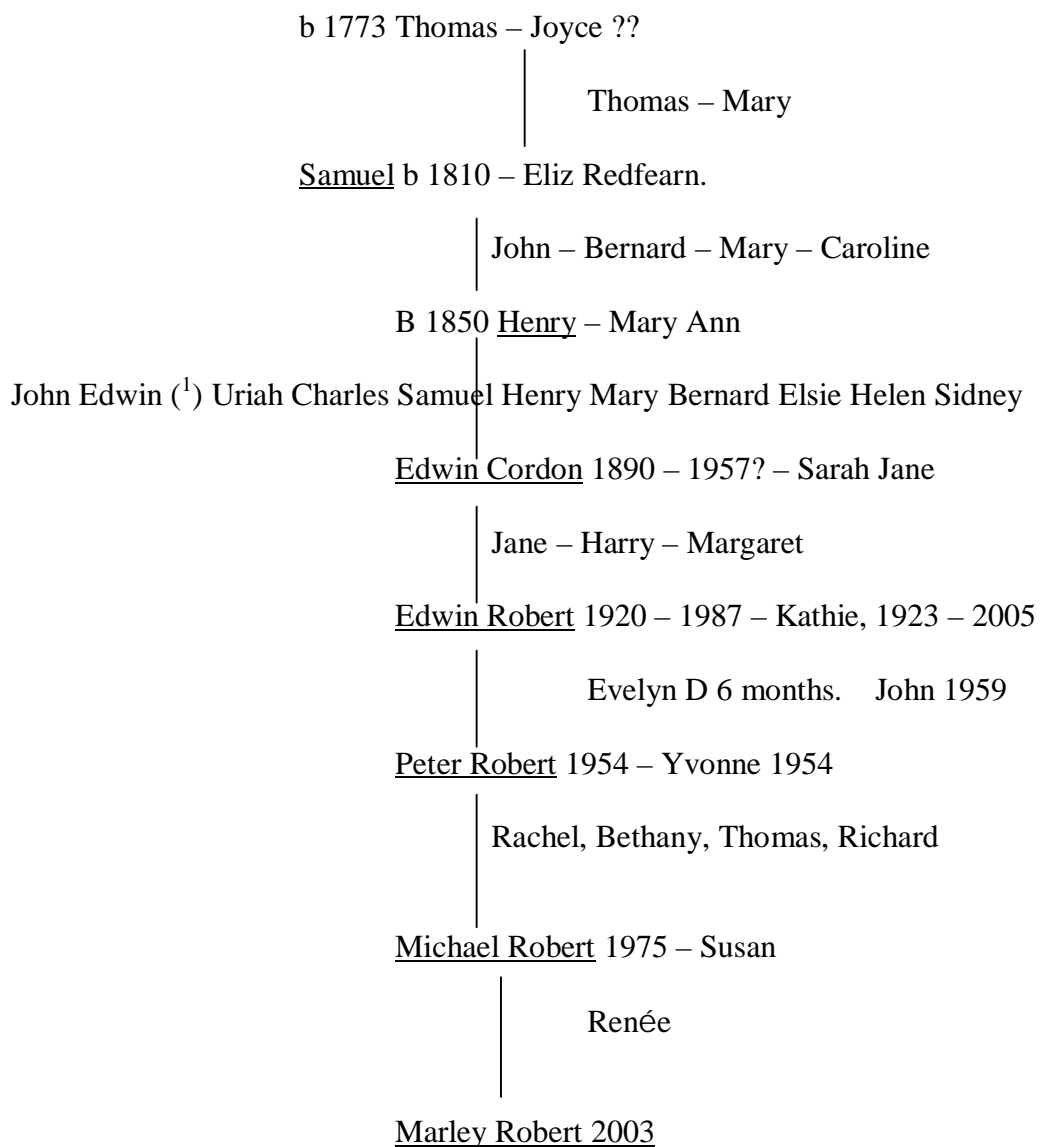 b 1773 Thomas – Joyce ??
Thomas – Mary
Samuel b 1810 – Eliz Redfearn.
John – Bernard – Mary – Caroline
B 1850 Henry – Mary Ann
John Edwin (¹) Uriah Charles Samuel Henry Mary Bernard Elsie Helen Sidney
Edwin Cordon 1890 – 1957? – Sarah Jane
Jane – Harry – Margaret
Edwin Robert 1920 – 1987 – Kathie, 1923 – 2005
Evelyn D 6 months. John 1959
Peter Robert 1954 – Yvonne 1954
Rachel, Bethany, Thomas, Richard
Michael Robert 1975 – Susan
Renée
Marley Robert 2003